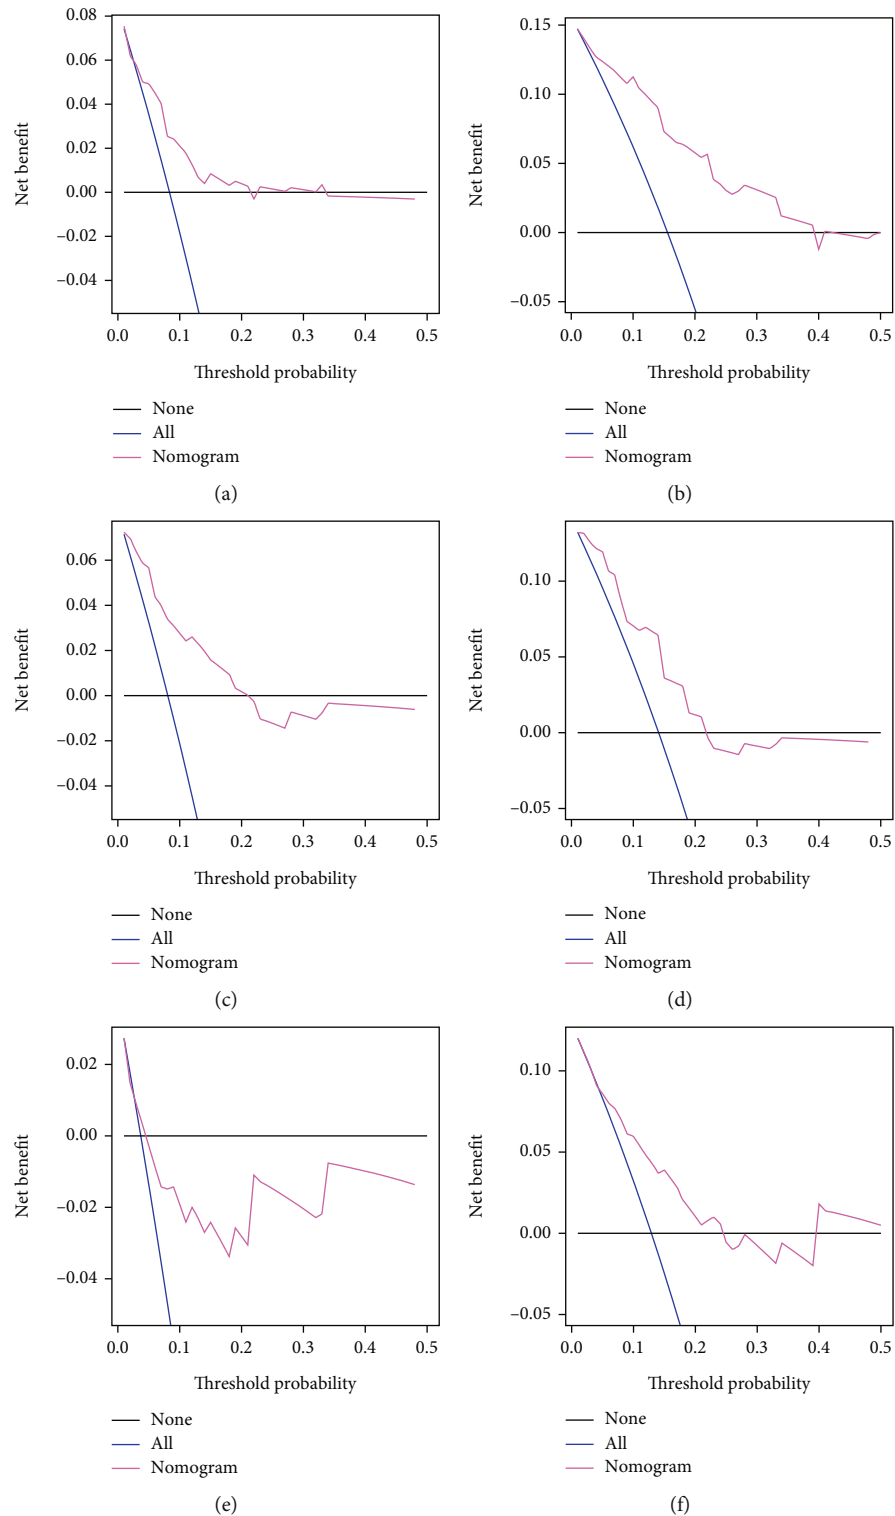 0.08
0.06
0.04
0.02
0.00
−0.02
−0.04
Net benefit
0.0 0.1 0.2 0.3 0.4 0.5
Threshold probability
None
All
Nomogram
(a)
0.15
0.10
0.05
0.00
−0.05
Net benefit
0.0 0.1 0.2 0.3 0.4 0.5
Threshold probability
None
All
Nomogram
(b)
0.06
0.04
0.02
0.00
−0.02
−0.04
Net benefit
0.0 0.1 0.2 0.3 0.4 0.5
Threshold probability
None
All
Nomogram
(c)
0.10
0.05
0.00
−0.05
Net benefit
0.0 0.1 0.2 0.3 0.4 0.5
Threshold probability
None
All
Nomogram
(d)
0.02
0.00
−0.02
−0.04
Net benefit
0.0 0.1 0.2 0.3 0.4 0.5
Threshold probability
None
All
Nomogram
(e)
0.10
0.05
0.00
−0.05
Net benefit
0.0 0.1 0.2 0.3 0.4 0.5
Threshold probability
None
All
Nomogram
(f)